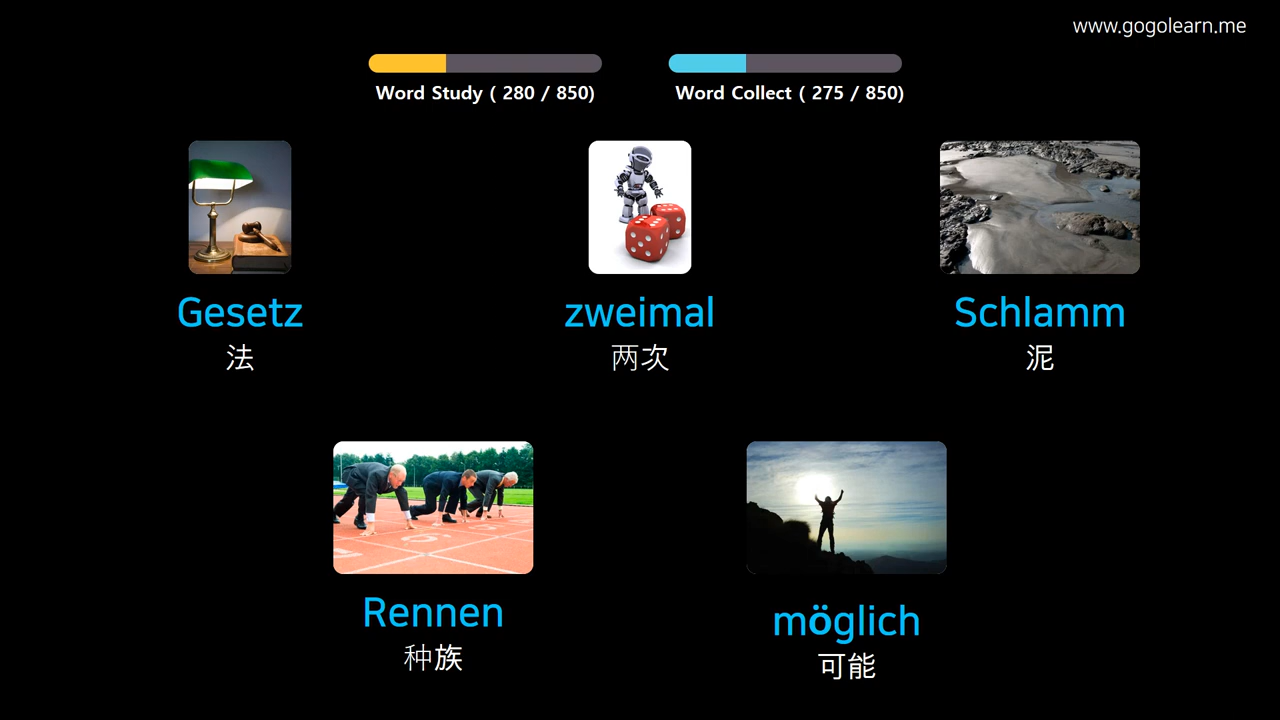 www.gogolearn.me
Word Study ( 280 / 850)
Word Collect ( 275 / 850)
Gesetz
法
zweimal
两次
Schlamm
泥
Rennen
种族
möglich
可能